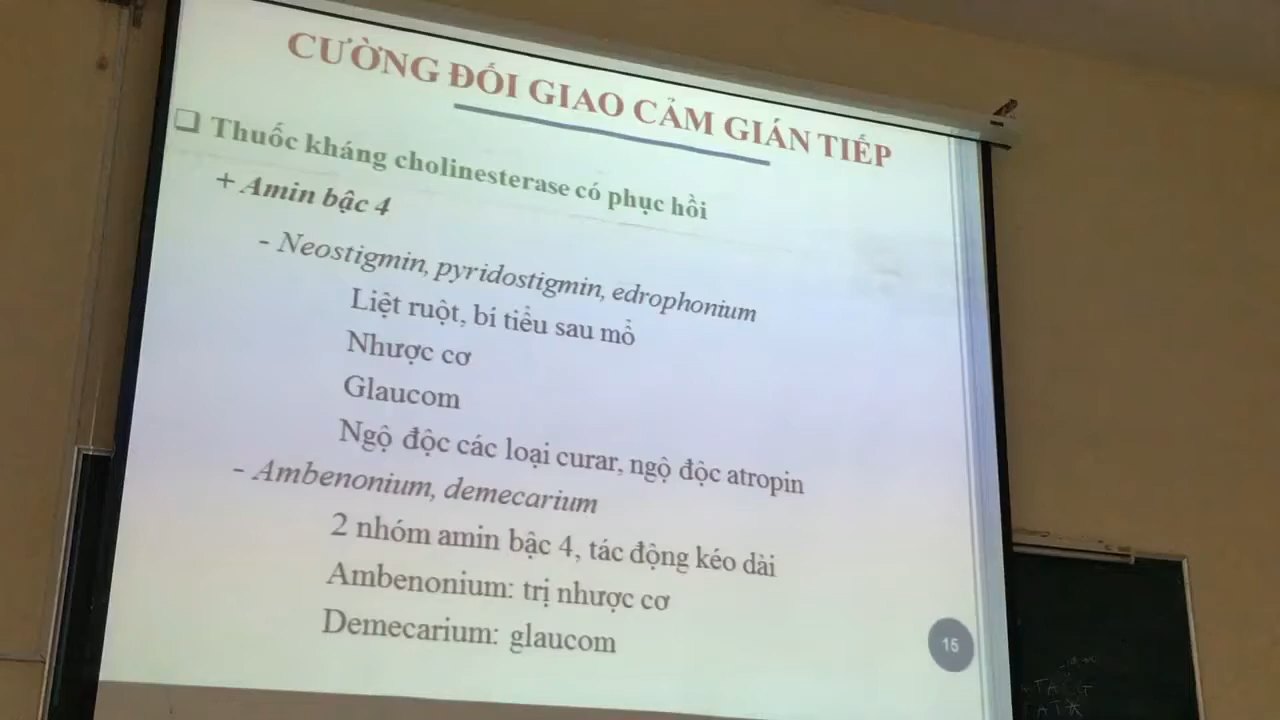 CƯỜNG ĐỐI GIAO CẢM GIÁN TIẾP
❑ Thuốc kháng cholinesterase có phục hồi
+ Amin bậc 4
- Neostigmin, pyridostigmin, edrophonium
Liệt ruột, bí tiểu sau mổ
Nhược cơ
Glaucom
Ngộ độc các loại curar, ngộ độc atropin
- Ambenonium, demecarium
2 nhóm amin bậc 4, tác động kéo dài
Ambenonium: trị nhược cơ
Demecarium: glaucom
15